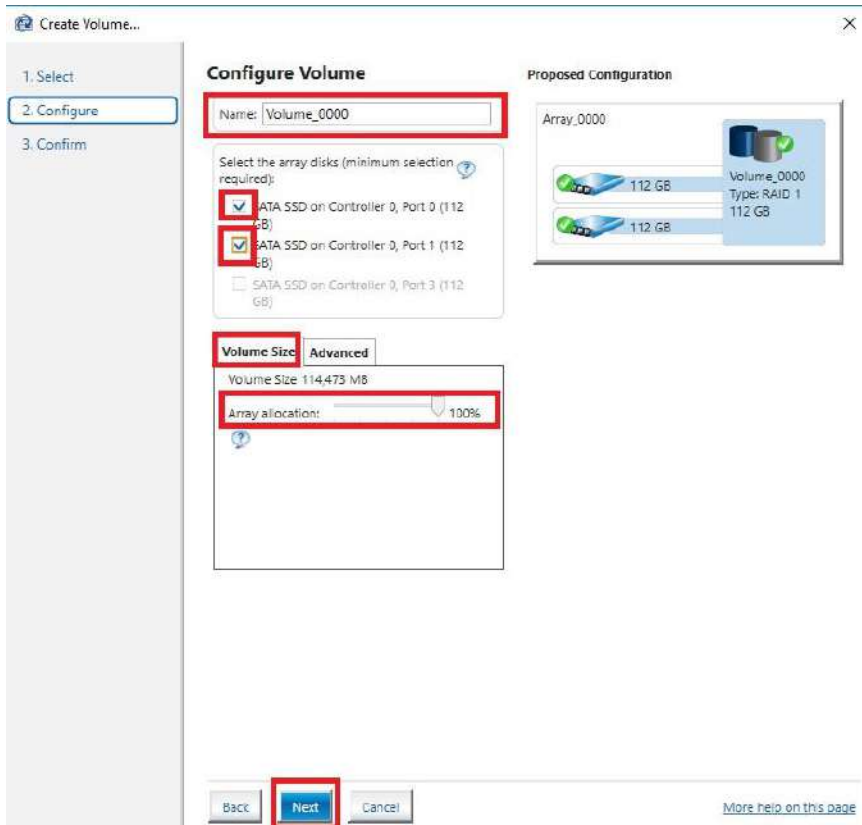 Create Volume...
1. Select
2. Configure
3. Confirm
Configure Volume
Name: Volume_0000
Select the array disks (minimum selection
required):
SATA SSD on Controller 0, Port 0 (112
GB)
SATA SSD on Controller 0, Port 1 (112
GB)
SATA SSD on Controller 0, Port 3 (112
GB)
Volume Size
Advanced
Volume Size 114,473 MB
Array allocation: 100%
Proposed Configuration
Array_0000
112 GB
112 GB
Volume_0000
Type: RAID 1
112 GB
Back
Next
Cancel
More help on this page